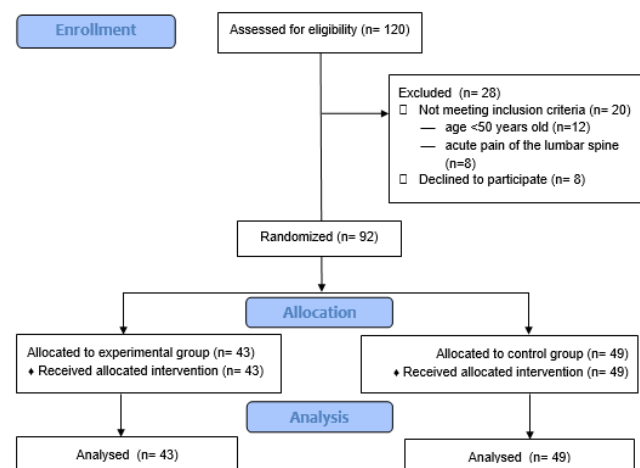 Enrollment
Assessed for eligibility (n= 120)
Excluded (n= 28)
□ Not meeting inclusion criteria (n= 20)
— age <50 years old (n=12)
— acute pain of the lumbar spine
(n=8)
□ Declined to participate (n= 8)
Randomized (n= 92)
Allocation
Allocated to experimental group (n= 43)
♦ Received allocated intervention (n= 43)
Allocated to control group (n= 49)
♦ Received allocated intervention (n= 49)
Analysis
Analysed (n= 43)
Analysed (n= 49)